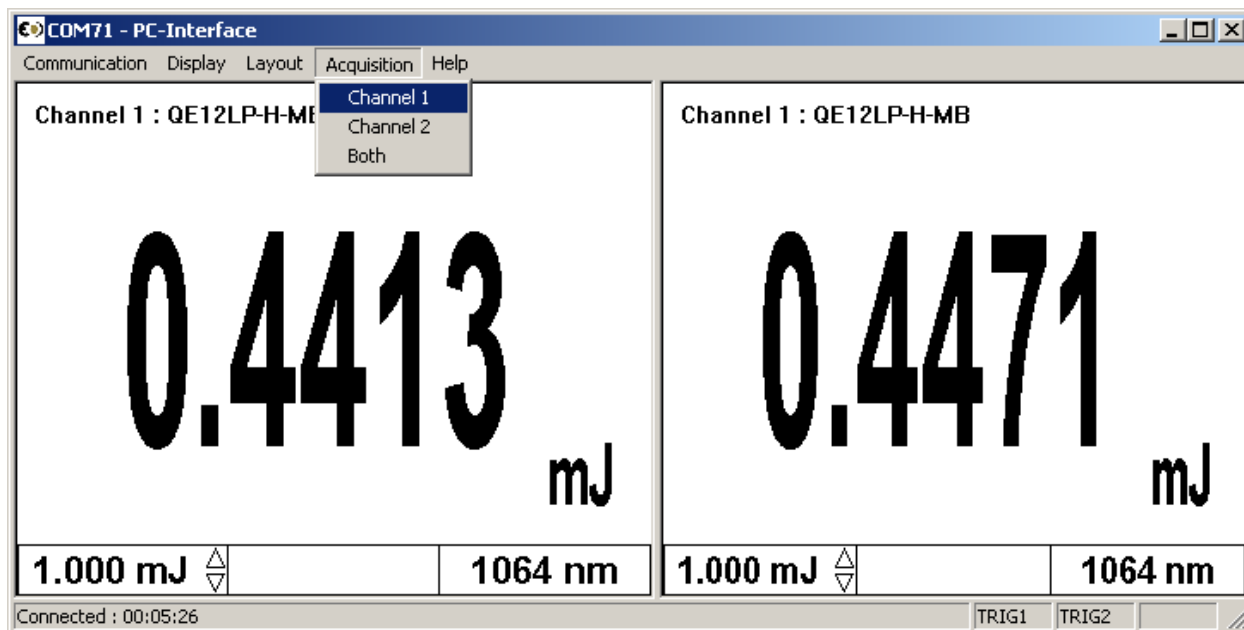 COM71 - PC-Interface
Communication Display Layout Acquisition Help
Channel 1
Channel 2
Both
Channel 1 : QE12LP-H-MB
0.4413
mJ
1.000 mJ
1064 nm
Channel 1 : QE12LP-H-MB
0.4471
mJ
1.000 mJ
1064 nm
Connected : 00:05:26
TRIG1 TRIG2